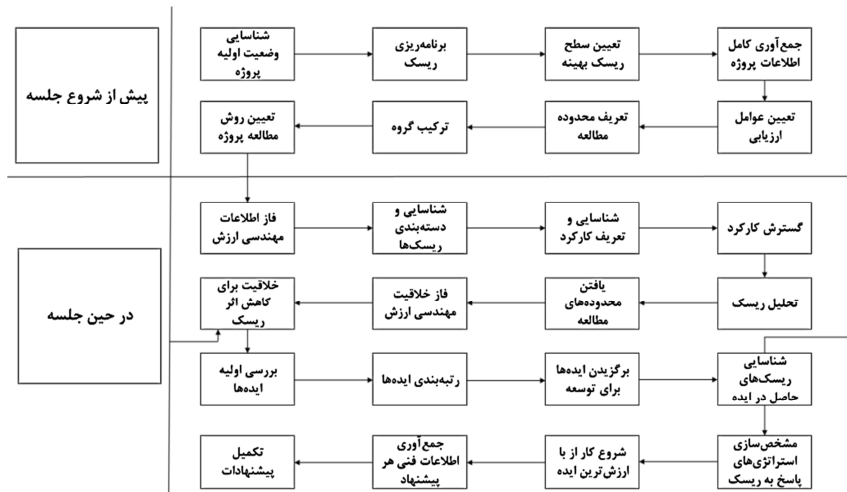 پیش از شروع جلسه
شناسایی
وضعیت اولیه
پروژه
برنامه‌ریزی
ریسک
تعیین سطح
ریسک بهینه
جمع‌آوری کامل
اطلاعات پروژه
تعیین عوامل
ارزیابی
تعریف محدوده
مطالعه
ترکیب گروه
تعیین روش
مطالعه پروژه
در حین جلسه
فاز اطلاعات
مهندسی ارزش
شناسایی و
دسته‌بندی
ریسک‌ها
شناسایی و
تعریف کارکرد
گسترش کارکرد
تحلیل ریسک
یافتن
محدوده‌های
مطالعه
فاز خلاقیت
مهندسی ارزش
خلاقیت برای
کاهش اثر
ریسک
بررسی اولیه
ایده‌ها
رتبه‌بندی ایده‌ها
برگزیدن ایده‌ها
برای توسعه
شناسایی
ریسک‌های
حاصل در ایده
مشخص‌سازی
استراتژی‌های
پاسخ به ریسک
شروع کار از با
ارزش‌ترین ایده
جمع‌آوری
اطلاعات فنی هر
پیشنهاد
تکمیل
پیشنهادات